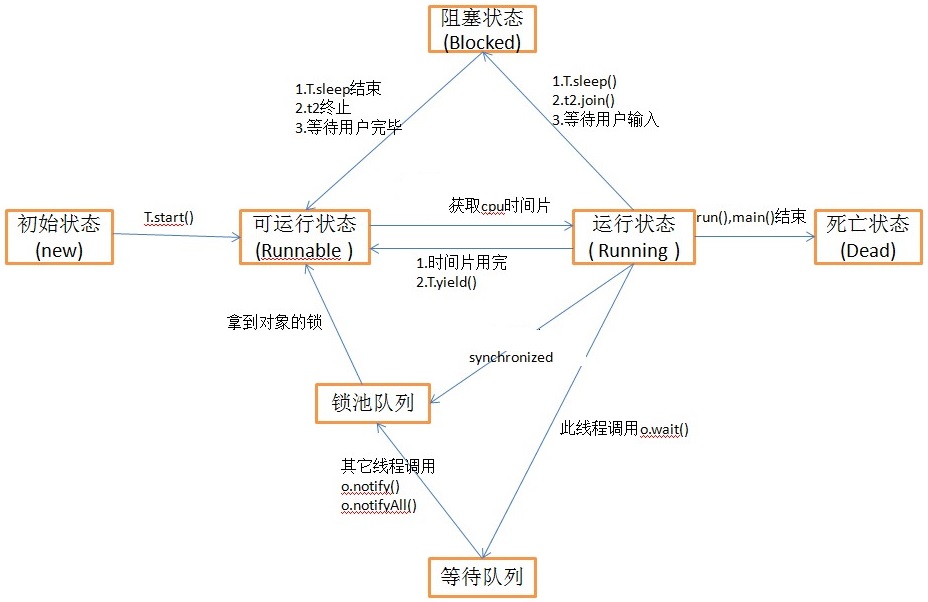 阻塞状态
(Blocked)
1.T.sleep结束
2.t2终止
3.等待用户完毕
1.T.sleep()
2.t2.join()
3.等待用户输入
初始状态
(new)
T.start()
可运行状态
(Runnable )
获取cpu时间片
1.时间片用完
2.T.yield()
运行状态
( Running )
run(),main()结束
死亡状态
(Dead)
拿到对象的锁
synchronized
锁池队列
此线程调用o.wait()
其它线程调用
o.notify()
o.notifyAll()
等待队列